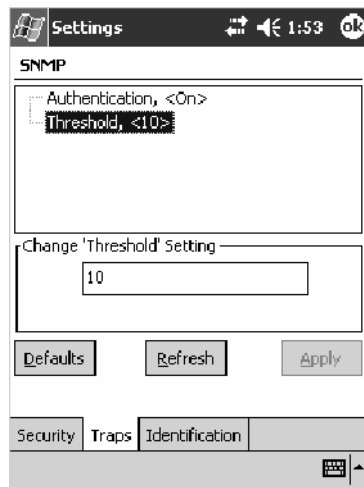 Settings 1:53 ok
SNMP
Authentication, <On>
Threshold, <10>
Change 'Threshold' Setting
10
Defaults Refresh Apply
Security Traps Identification